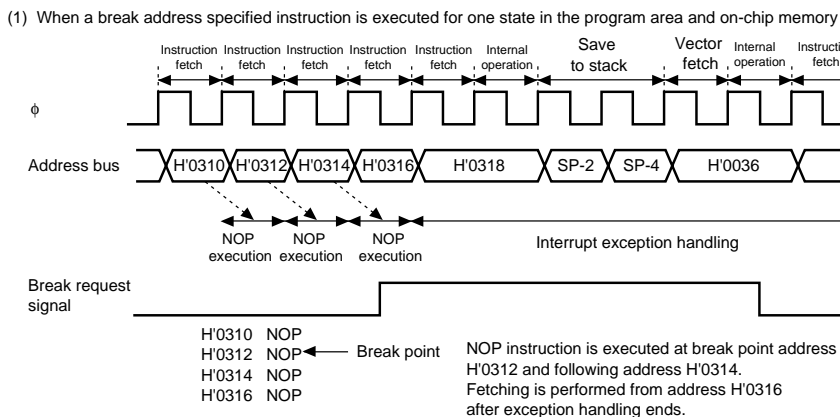 (1) When a break address specified instruction is executed for one state in the program area and on-chip memory
Instruction fetch Instruction fetch Instruction fetch Instruction fetch Instruction fetch Internal operation Save to stack Vector fetch Internal operation Instructi fetch
φ
Address bus H'0310 H'0312 H'0314 H'0316 H'0318 SP-2 SP-4 H'0036
NOP execution NOP execution NOP execution Interrupt exception handling
Break request
signal
H'0310 NOP
H'0312 NOP Break point
H'0314 NOP
H'0316 NOP
NOP instruction is executed at break point address
H'0312 and following address H'0314.
Fetching is performed from address H'0316
after exception handling ends.